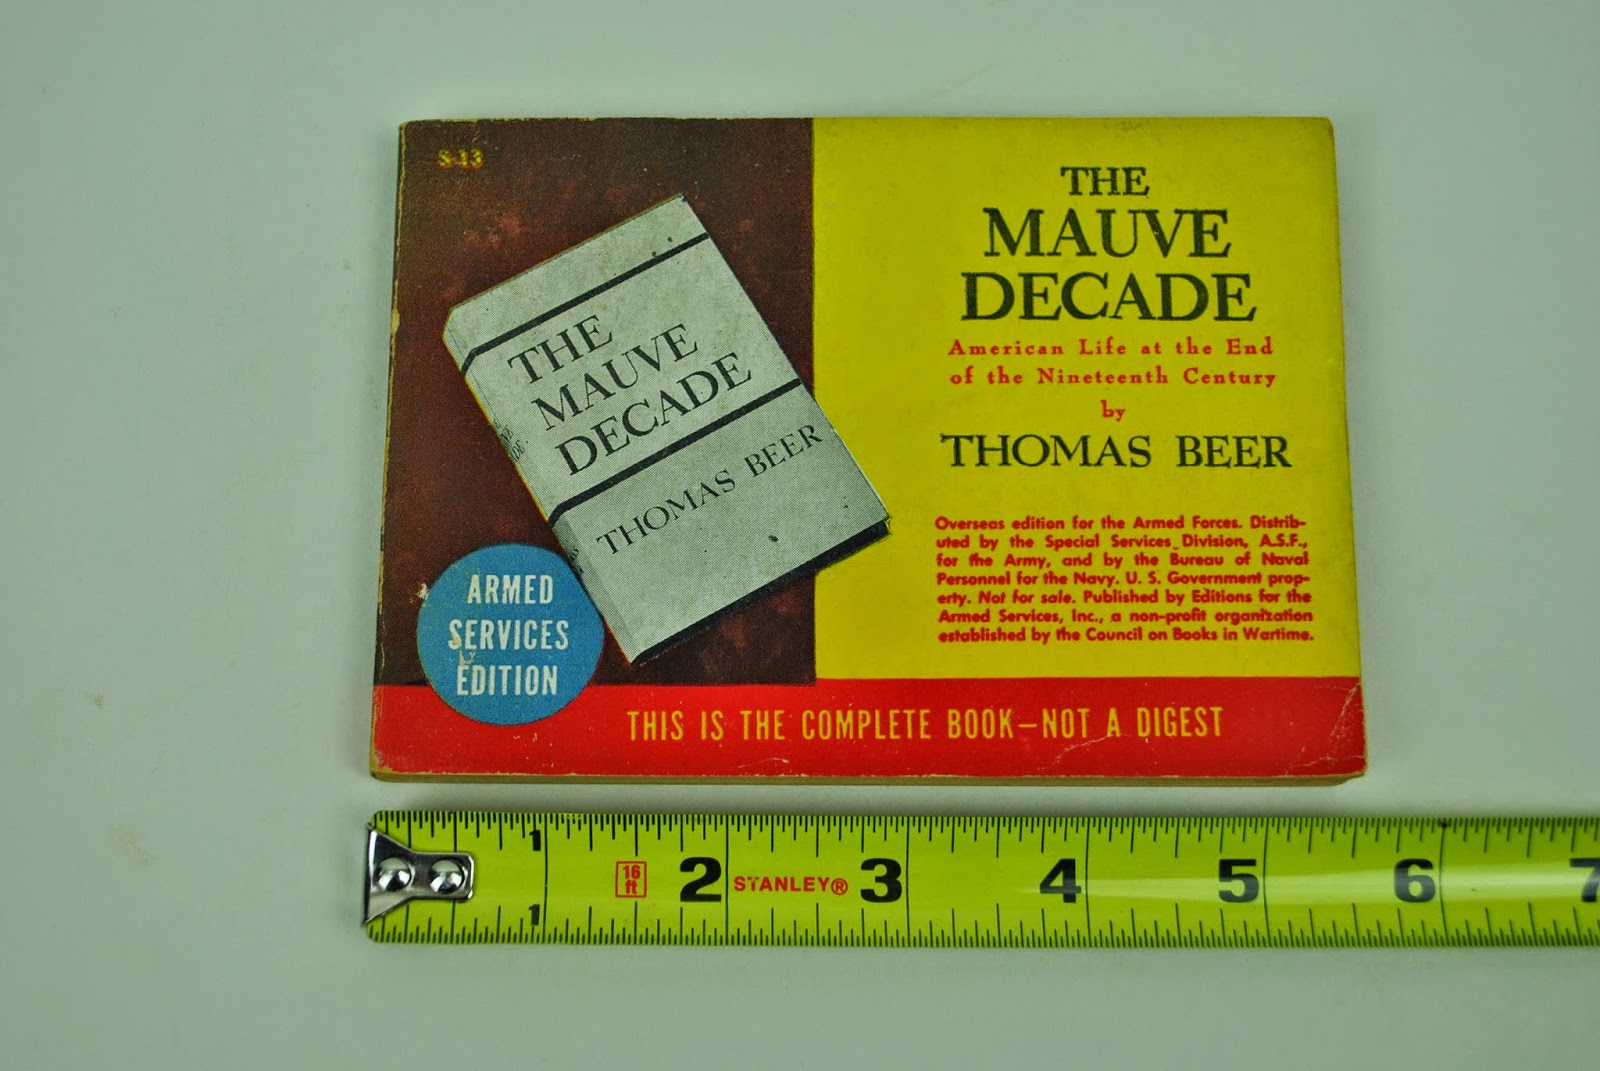 S-13
THE
MAUVE
DECADE
THOMAS BEER
ARMED
SERVICES
EDITION
THE
MAUVE
DECADE
American Life at the End
of the Nineteenth Century
by
THOMAS BEER
Overseas edition for the Armed Forces. Distrib-
uted by the Special Services Division, A.S.F.,
for the Army, and by the Bureau of Naval
Personnel for the Navy. U. S. Government prop-
erty. Not for sale. Published by Editions for the
Armed Services, Inc., a non-profit organization
established by the Council on Books in Wartime.
THIS IS THE COMPLETE BOOK—NOT A DIGEST
1
16 ft 2 STANLEY® 3 4 5 6 7
1